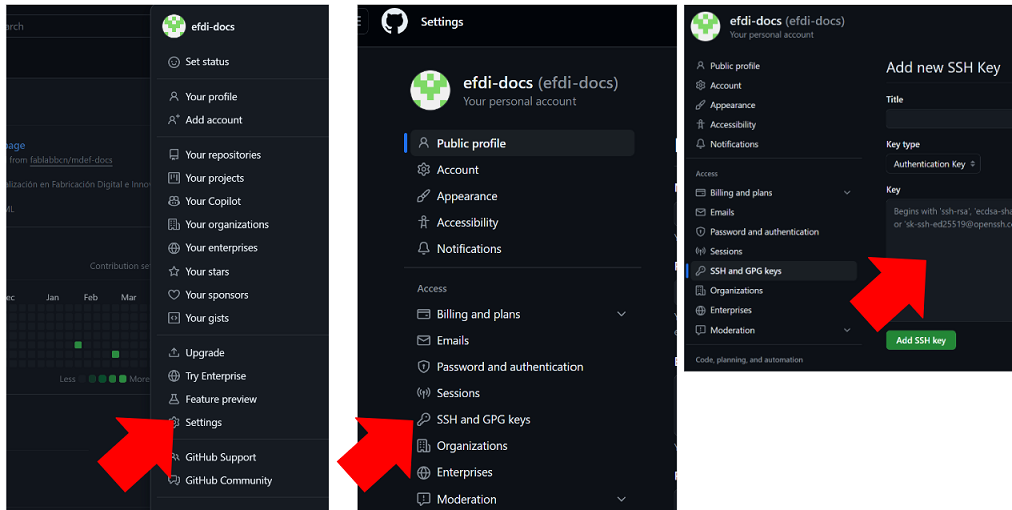 earch
efdi-docs
Set status
Your profile
Add account
page
from fablabbcn/mdef-docs
Your repositories
Your projects
alización en Fabricación Digital e Innov
Your Copilot
ML
Your organizations
Your enterprises
Contribution set
Your stars
ec Jan Feb Mar
Your sponsors
Your gists
Upgrade
Less More
Try Enterprise
Feature preview
Settings
GitHub Support
GitHub Community
Settings
efdi-docs (efdi-docs)
Your personal account
Public profile
Account
Appearance
Accessibility
Notifications
Access
Billing and plans
Emails
Password and authentication
Sessions
SSH and GPG keys
Organizations
Enterprises
Moderation
efdi-docs (efdi-docs)
Your personal account
Public profile
Account
Appearance
Accessibility
Notifications
Access
Billing and plans
Emails
Password and authentication
Sessions
SSH and GPG keys
Organizations
Enterprises
Moderation
Code, planning, and automation
Add new SSH Key
Title
Key type
Authentication Key
Key
Begins with 'ssh-rsa', 'ecdsa-sha
or 'sk-ssh-ed25519@openssh.c
Add SSH key